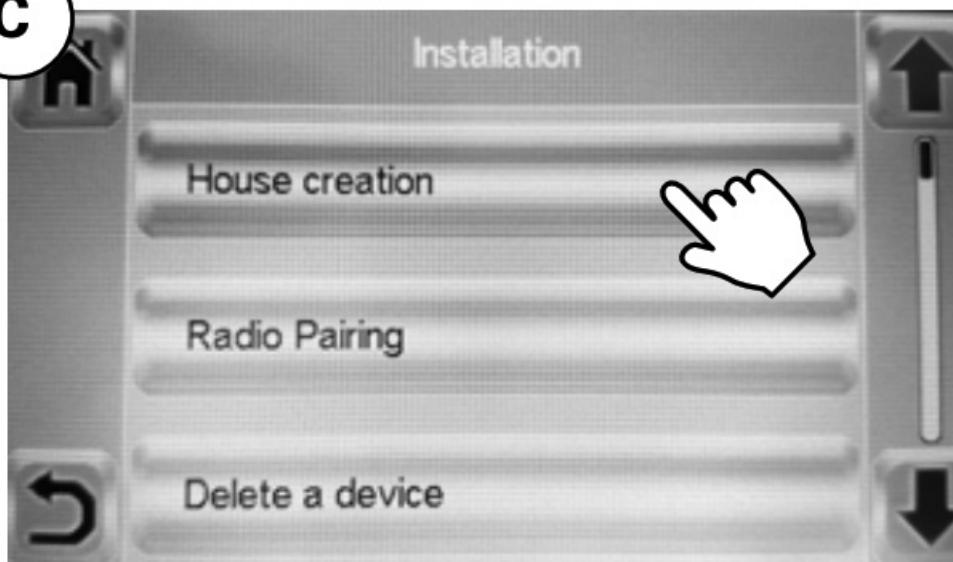 c
Installation
House creation
Radio Pairing
Delete a device